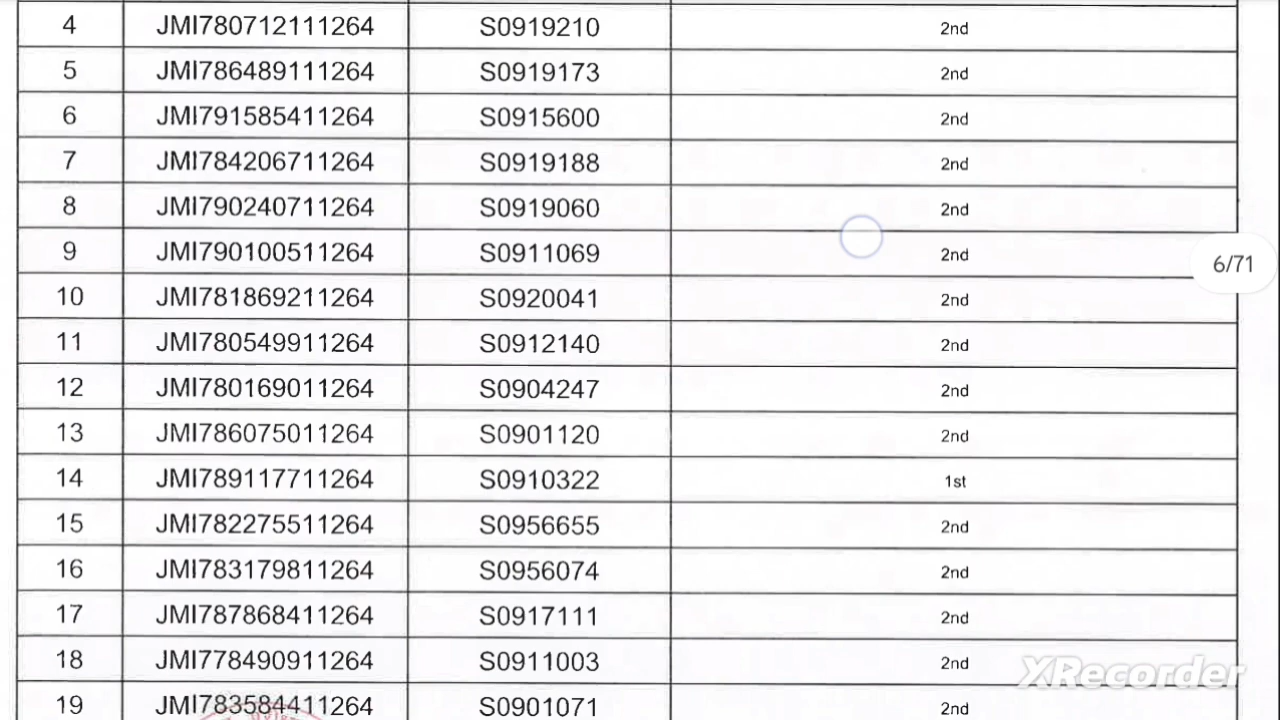 4 JMI780712111264 S0919210 2nd
5 JMI786489111264 S0919173 2nd
6 JMI791585411264 S0915600 2nd
7 JMI784206711264 S0919188 2nd
8 JMI790240711264 S0919060 2nd
9 JMI790100511264 S0911069 2nd
6/71
10 JMI781869211264 S0920041 2nd
11 JMI780549911264 S0912140 2nd
12 JMI780169011264 S0904247 2nd
13 JMI786075011264 S0901120 2nd
14 JMI789117711264 S0910322 1st
15 JMI782275511264 S0956655 2nd
16 JMI783179811264 S0956074 2nd
17 JMI787868411264 S0917111 2nd
18 JMI778490911264 S0911003 2nd
XRecorder
19 JMI783584411264 S0901071 2nd